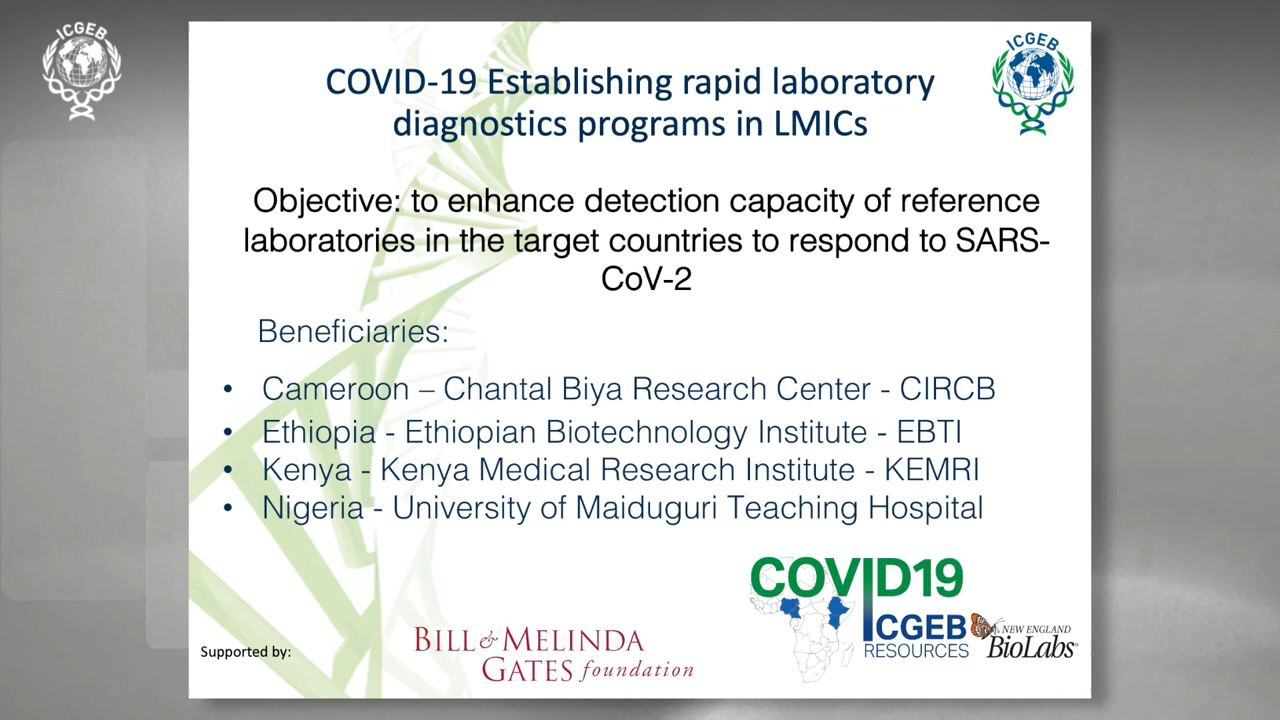 ICGEB
ICGEB
COVID-19 Establishing rapid laboratory
diagnostics programs in LMICs
Objective: to enhance detection capacity of reference
laboratories in the target countries to respond to SARS-
CoV-2
Beneficiaries:
• Cameroon – Chantal Biya Research Center - CIRCB
• Ethiopia - Ethiopian Biotechnology Institute - EBTI
• Kenya - Kenya Medical Research Institute - KEMRI
• Nigeria - University of Maiduguri Teaching Hospital
Supported by:
BILL & MELINDA
GATES foundation
COVID19
ICGEB
RESOURCES
NEW ENGLAND
BioLabs®